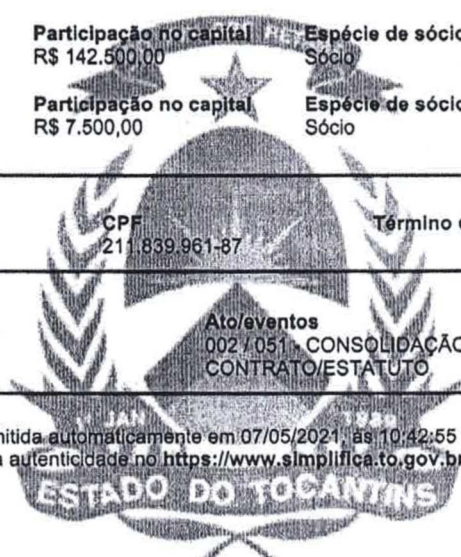 Participação no capital Espécie de sócio
R$ 142.500,00 Sócio
Participação no capital Espécie de sócio
R$ 7.500,00 Sócio
CPF Término
211.839.961-87
Ato/eventos
002 / 051 - CONSOLIDAÇÃO
CONTRATO/ESTATUTO
automaticamente em 07/05/2021, às 10:42:55
autenticidade no https://www.simplifica.to.gov.br
1 JAN
ESTADO DO TOCANTINS